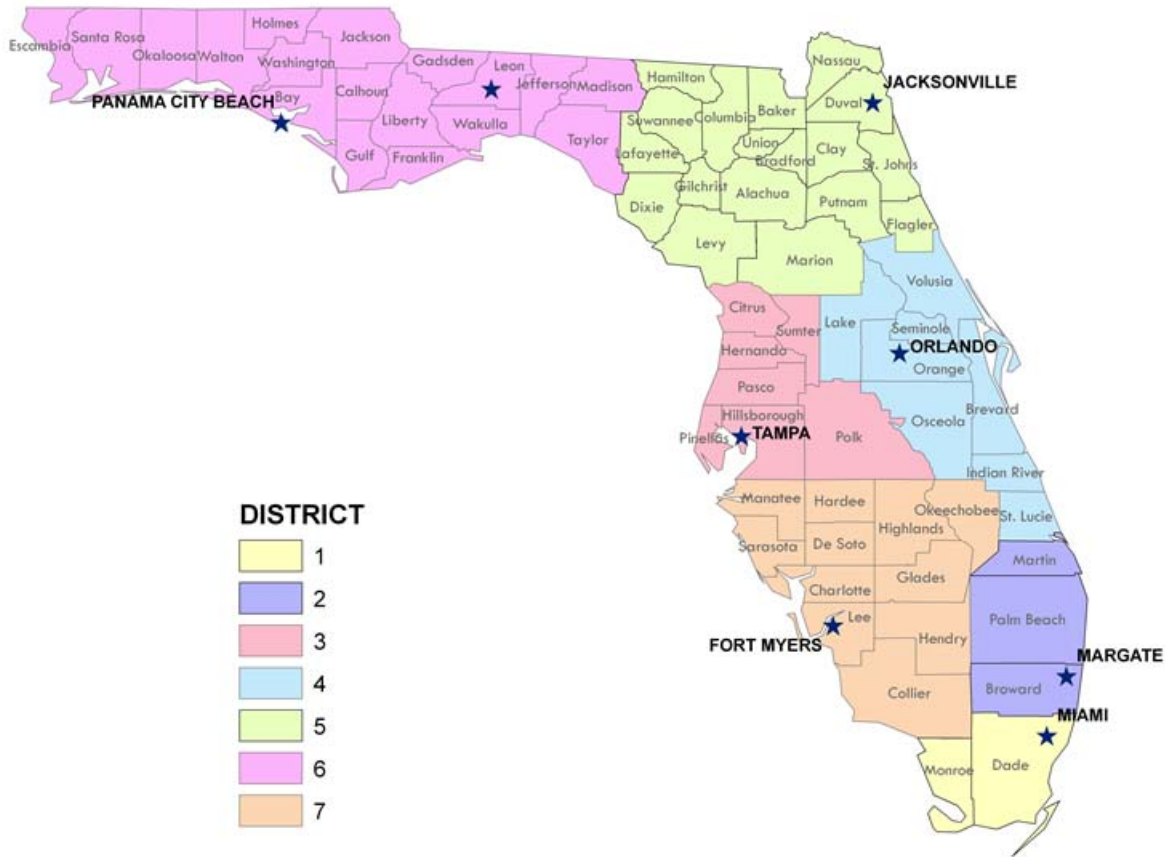 Holmes
Escambia
Santa Rosa
Okaloosa
Walton
Washington
Jackson
Bay
PANAMA CITY BEACH
Calhoun
Gulf
Gadsden
Liberty
Franklin
Leon
Wakulla
Jefferson
Madison
Taylor
Hamilton
Suwannee
Lafayette
Columbia
Baker
Nassau
JACKSONVILLE
Duval
Union
Bradford
Clay
St. Johns
Gilchrist
Alachua
Putnam
Dixie
Flagler
Levy
Marion
Volusia
Citrus
Sumter
Lake
Seminole
ORLANDO
Orange
Hernando
Pasco
Hillsborough
Pinellas
TAMPA
Polk
Osceola
Brevard
Indian River
Manatee
Hardee
Okeechobee
St. Lucie
Highlands
Sarasota
De Soto
Martin
Charlotte
Glades
Lee
FORT MYERS
Hendry
Palm Beach
MARGATE
Collier
Broward
MIAMI
Monroe
Dade
DISTRICT
1
2
3
4
5
6
7